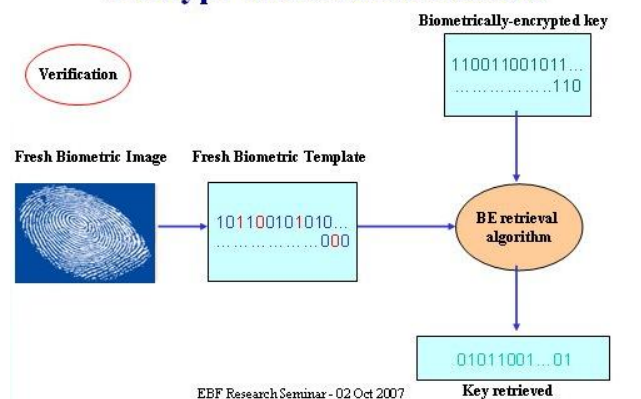 Biometrically-encrypted key
110011001011...
.................110
Verification
Fresh Biometric Image
Fresh Biometric Template
101100101010...
.................000
BE retrieval
algorithm
.01011001...01
Key retrieved
EBF Research Seminar - 02 Oct 2007